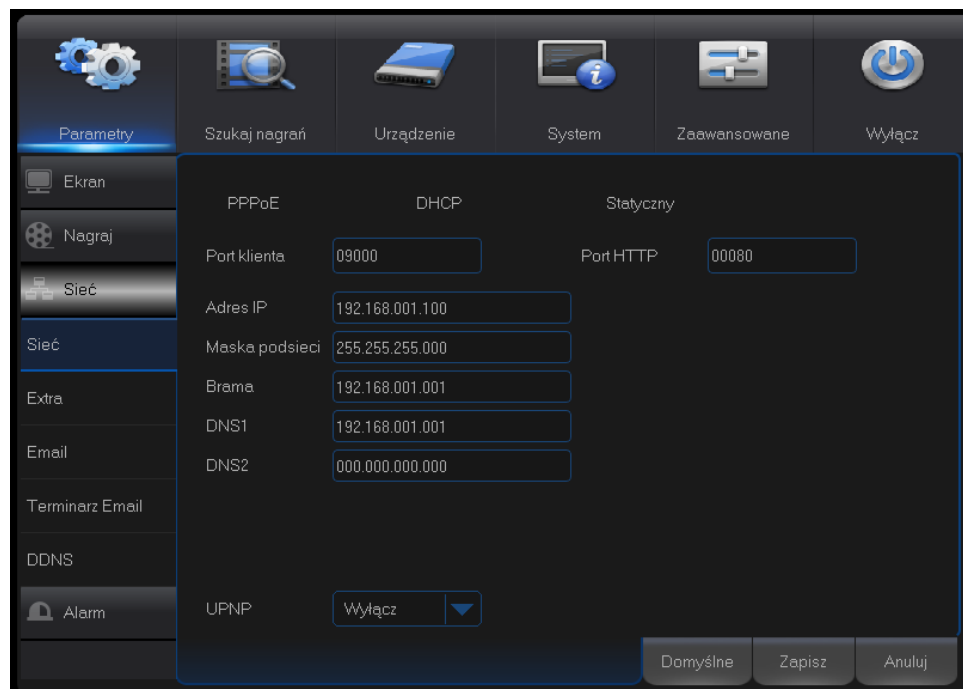 Parametry
Szukaj nagrań
Urządzenie
System
Zaawansowane
Wyłącz
Ekran
Nagraj
Sieć
Sieć
Extra
Email
Terminarz Email
DDNS
Alarm
PPPoE
DHCP
Statyczny
Port klienta
09000
Port HTTP
00080
Adres IP
192.168.001.100
Maska podsieci
255.255.255.000
Brama
192.168.001.001
DNS1
192.168.001.001
DNS2
000.000.000.000
UPNP
Wyłącz
Domyślne
Zapisz
Anuluj